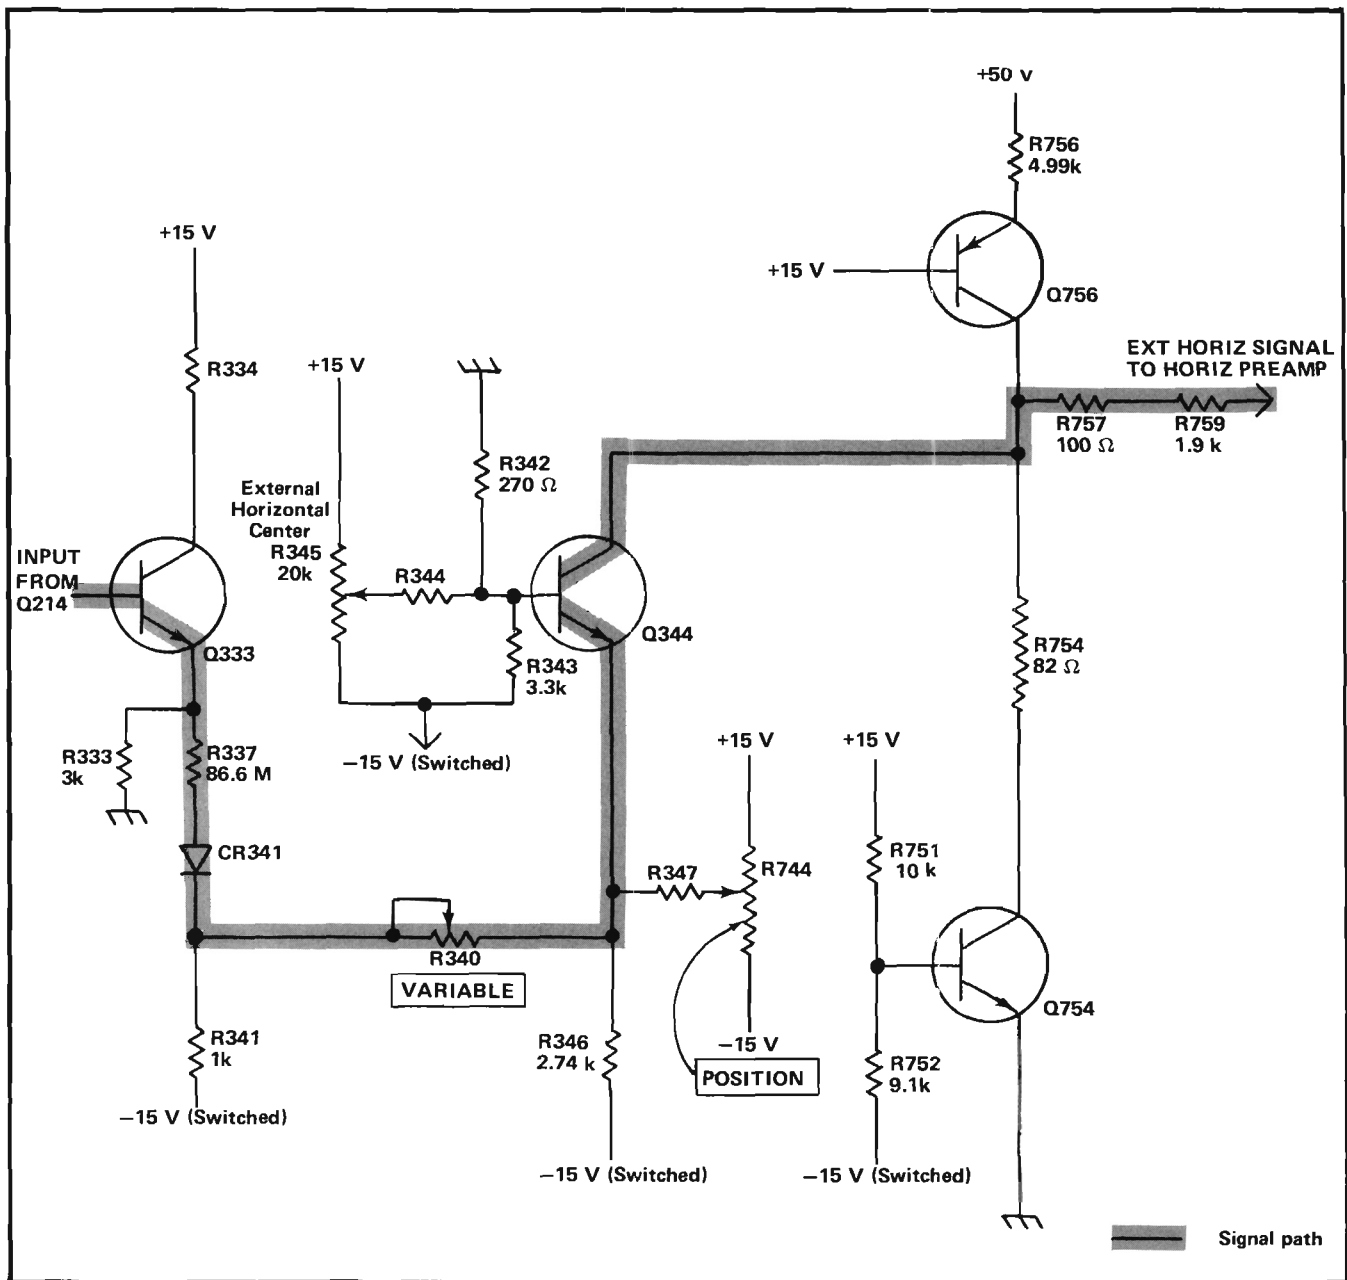 +50 V
R756
4.99k
+15 V
+15 V
Q756
EXT HORIZ SIGNAL
TO HORIZ PREAMP
R334
+15 V
R757
100 Ω
R759
1.9 k
R342
270 Ω
External
Horizontal
Center
R345
20k
INPUT
FROM
Q214
R344
Q333
Q344
R343
3.3k
R754
82 Ω
R333
3k
R337
86.6 M
−15 V (Switched)
+15 V
+15 V
CR341
R347
R744
R751
10 k
R340
VARIABLE
R341
1k
R346
2.74 k
−15 V
POSITION
Q754
R752
9.1k
−15 V (Switched)
−15 V (Switched)
−15 V (Switched)
Signal path